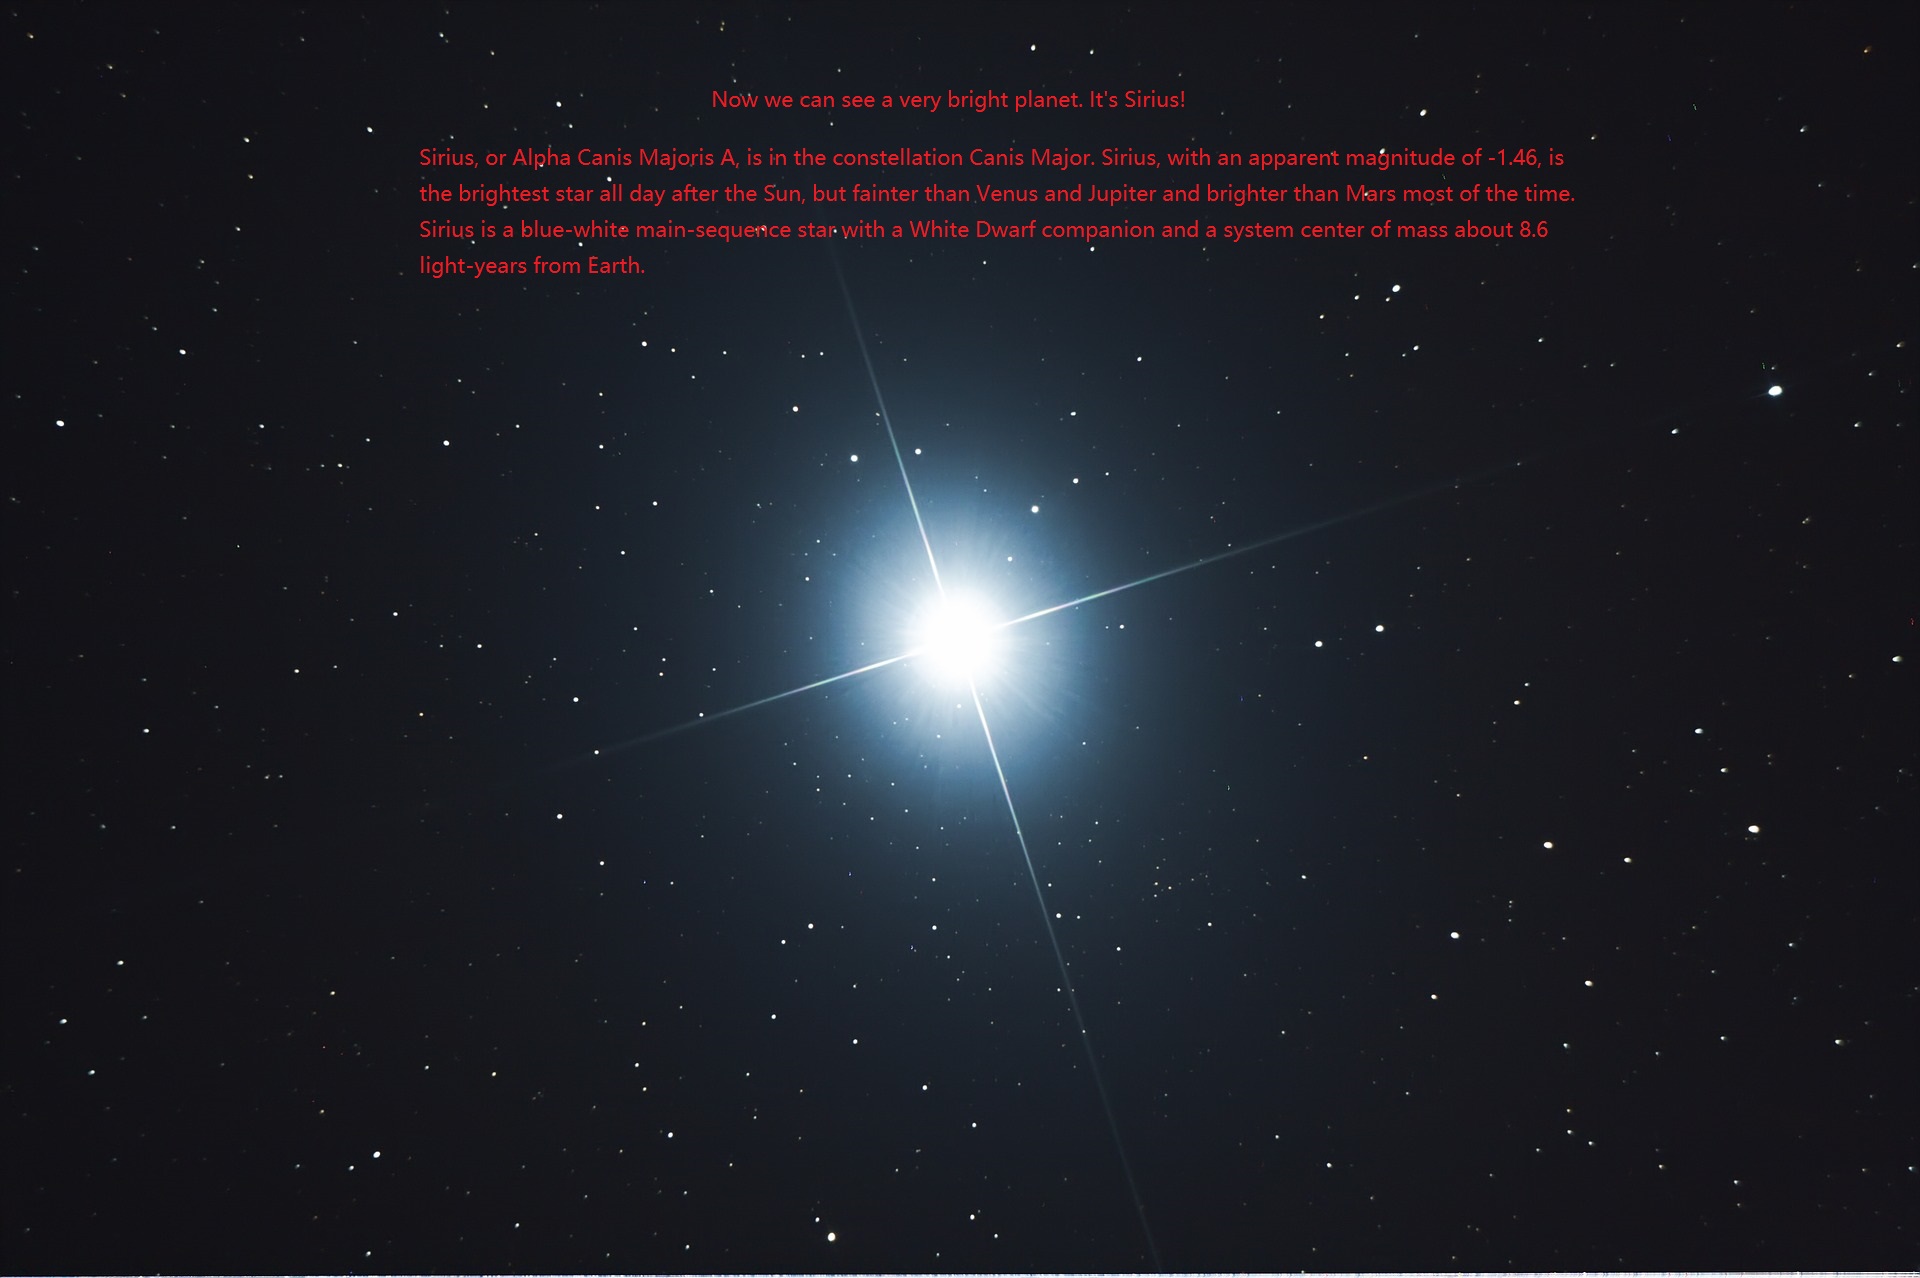 Now we can see a very bright planet. It's Sirius!
Sirius, or Alpha Canis Majoris A, is in the constellation Canis Major. Sirius, with an apparent magnitude of -1.46, is
the brightest star all day after the Sun, but fainter than Venus and Jupiter and brighter than Mars most of the time.
Sirius is a blue-white main-sequence star with a White Dwarf companion and a system center of mass about 8.6
light-years from Earth.